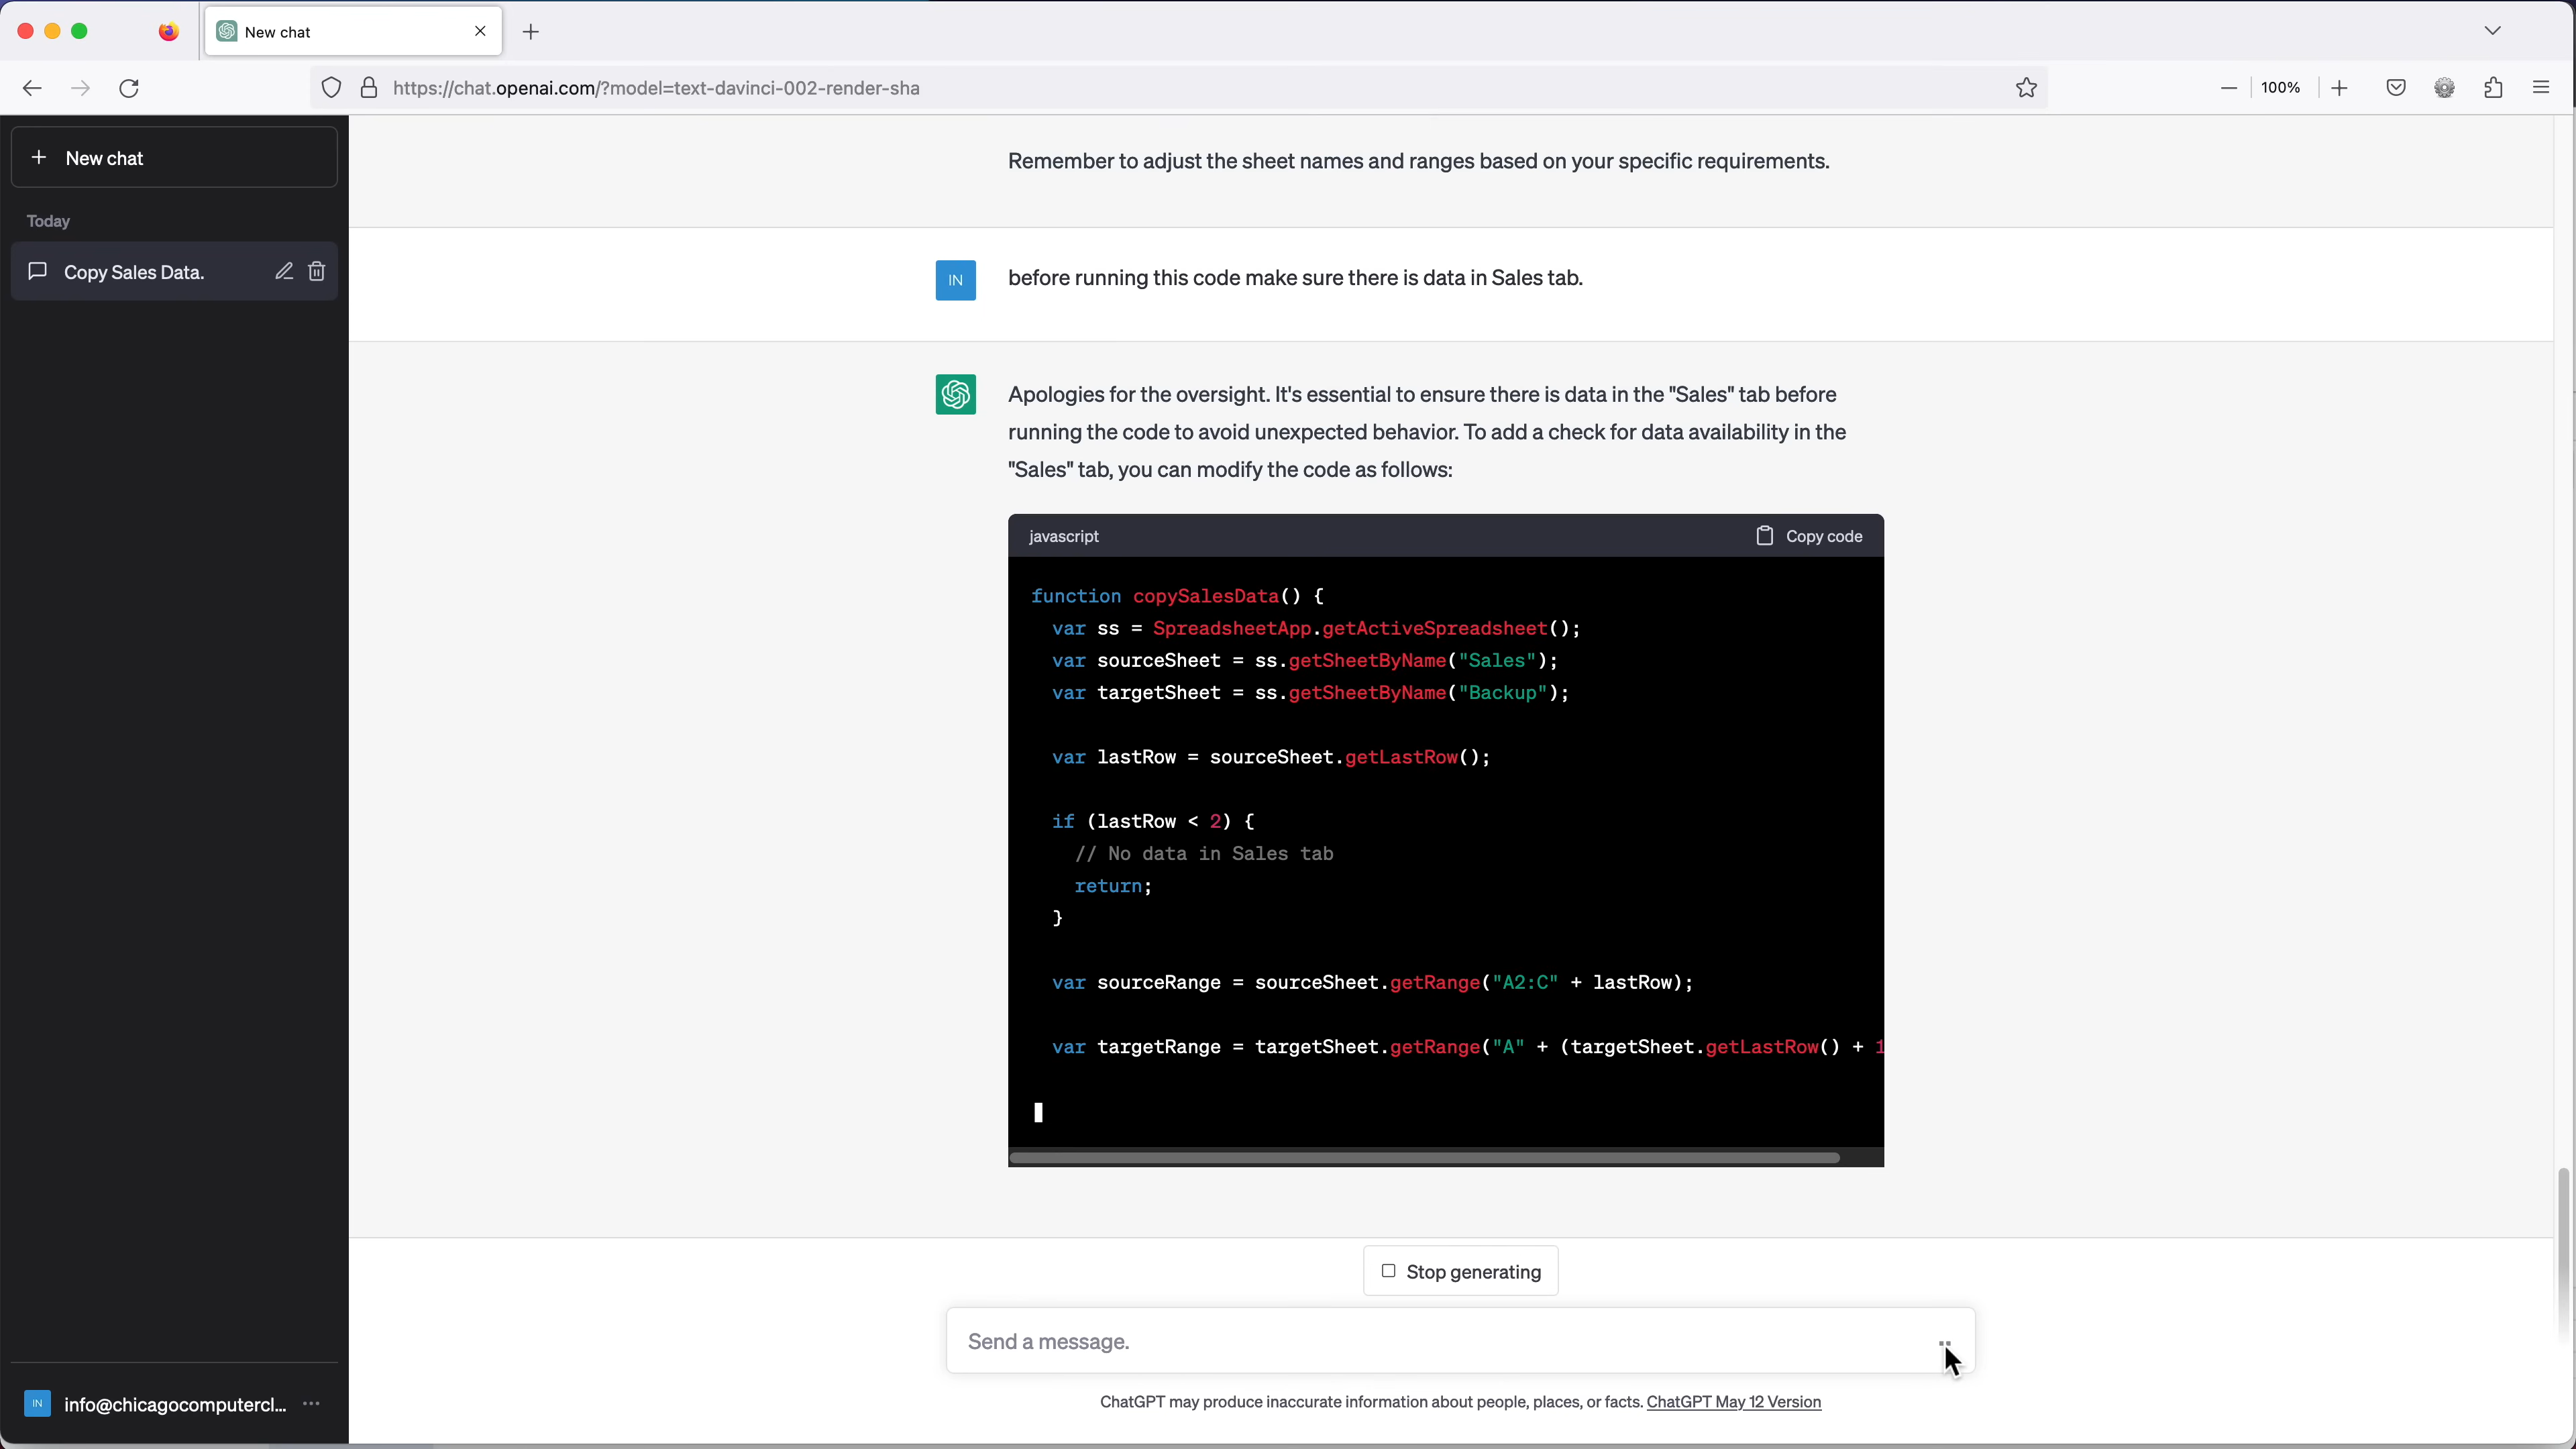 New chat
https://chat.openai.com/?model=text-davinci-002-render-sha
100%
New chat
Today
Copy Sales Data.
Remember to adjust the sheet names and ranges based on your specific requirements.
IN
before running this code make sure there is data in Sales tab.
Apologies for the oversight. It's essential to ensure there is data in the "Sales" tab before
running the code to avoid unexpected behavior. To add a check for data availability in the
"Sales" tab, you can modify the code as follows:
javascript
Copy code
function copySalesData() {
  var ss = SpreadsheetApp.getActiveSpreadsheet();
  var sourceSheet = ss.getSheetByName("Sales");
  var targetSheet = ss.getSheetByName("Backup");
  var lastRow = sourceSheet.getLastRow();
  if (lastRow < 2) {
    // No data in Sales tab
    return;
  }
  var sourceRange = sourceSheet.getRange("A2:C" + lastRow);
  var targetRange = targetSheet.getRange("A" + (targetSheet.getLastRow() + 1
Stop generating
Send a message.
ChatGPT may produce inaccurate information about people, places, or facts. ChatGPT May 12 Version
IN
info@chicagocomputercl...